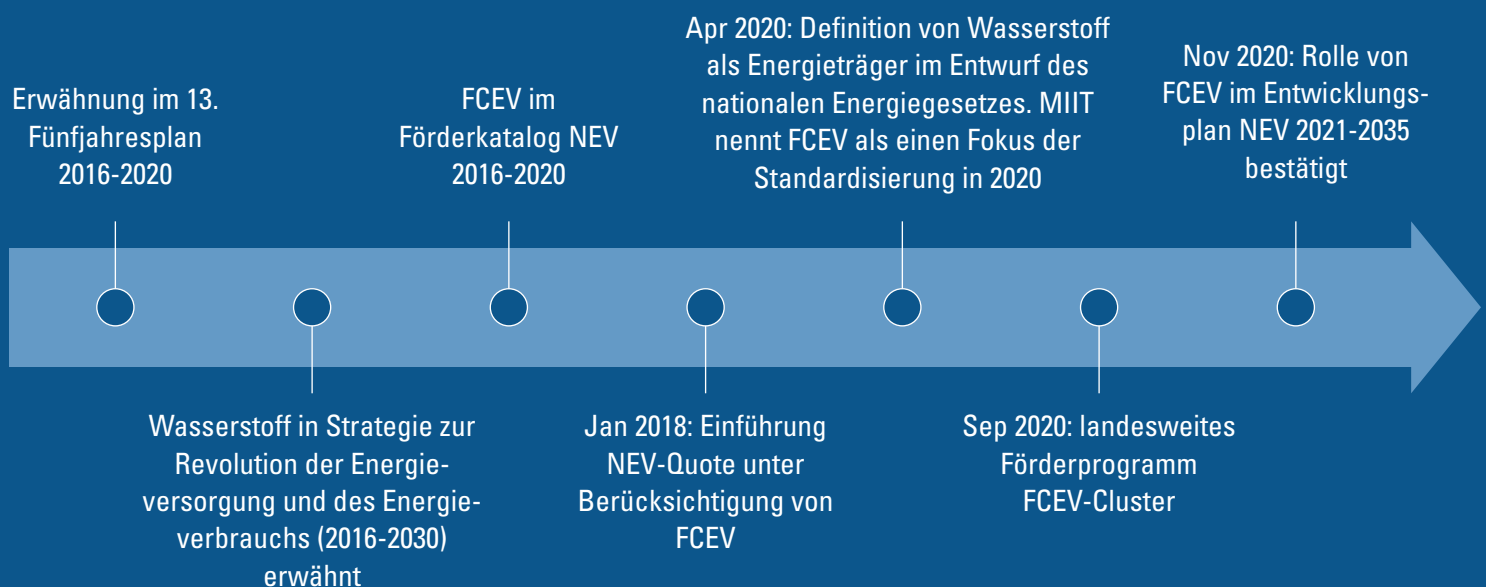 Erwähnung im 13.
Fünfjahresplan
2016-2020
Wasserstoff in Strategie zur
Revolution der Energie-
versorgung und des Energie-
verbrauchs (2016-2030)
erwähnt
FCEV im
Förderkatalog NEV
2016-2020
Jan 2018: Einführung
NEV-Quote unter
Berücksichtigung von
FCEV
Apr 2020: Definition von Wasserstoff
als Energieträger im Entwurf des
nationalen Energiegesetzes. MIIT
nennt FCEV als einen Fokus der
Standardisierung in 2020
Sep 2020: landesweites
Förderprogramm
FCEV-Cluster
Nov 2020: Rolle von
FCEV im Entwicklungs-
plan NEV 2021-2035
bestätigt